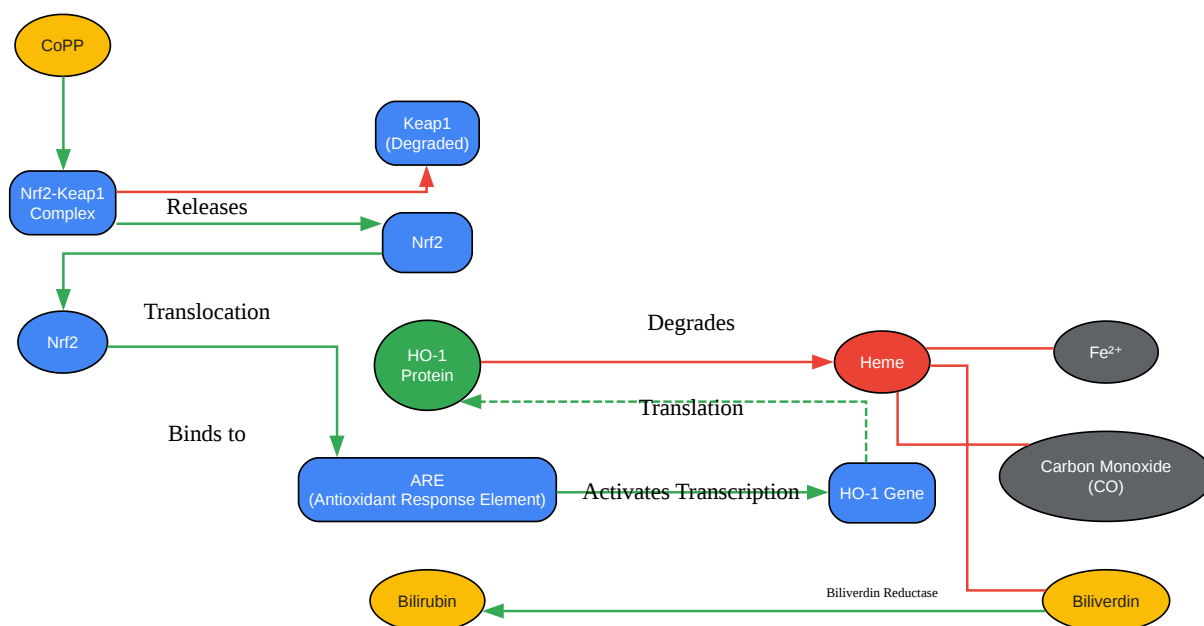 CoPP
Keap1
(Degraded)
Nrf2-Keap1
Complex
Releases
Nrf2
Translocation
Nrf2
Degrades
HO-1
Protein
Heme
Fe²⁺
Translation
Binds to
ARE
(Antioxidant Response Element)
Activates Transcription
HO-1 Gene
Carbon Monoxide
(CO)
Bilirubin
Biliverdin Reductase
Biliverdin